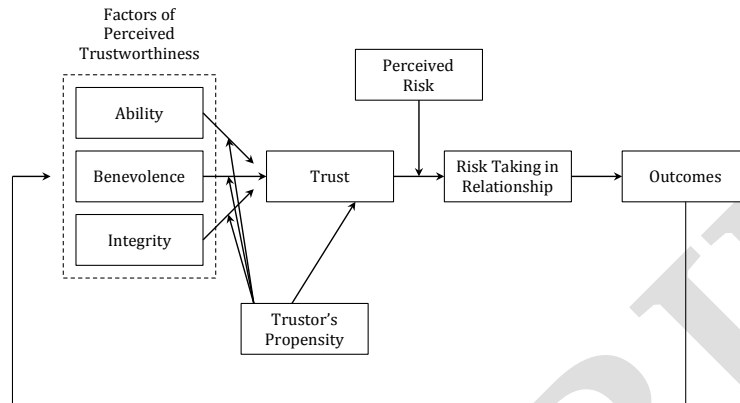 Factors of
Perceived
Trustworthiness
Ability
Benevolence
Integrity
Trust
Perceived
Risk
Risk Taking in
Relationship
Outcomes
Trustor's
Propensity